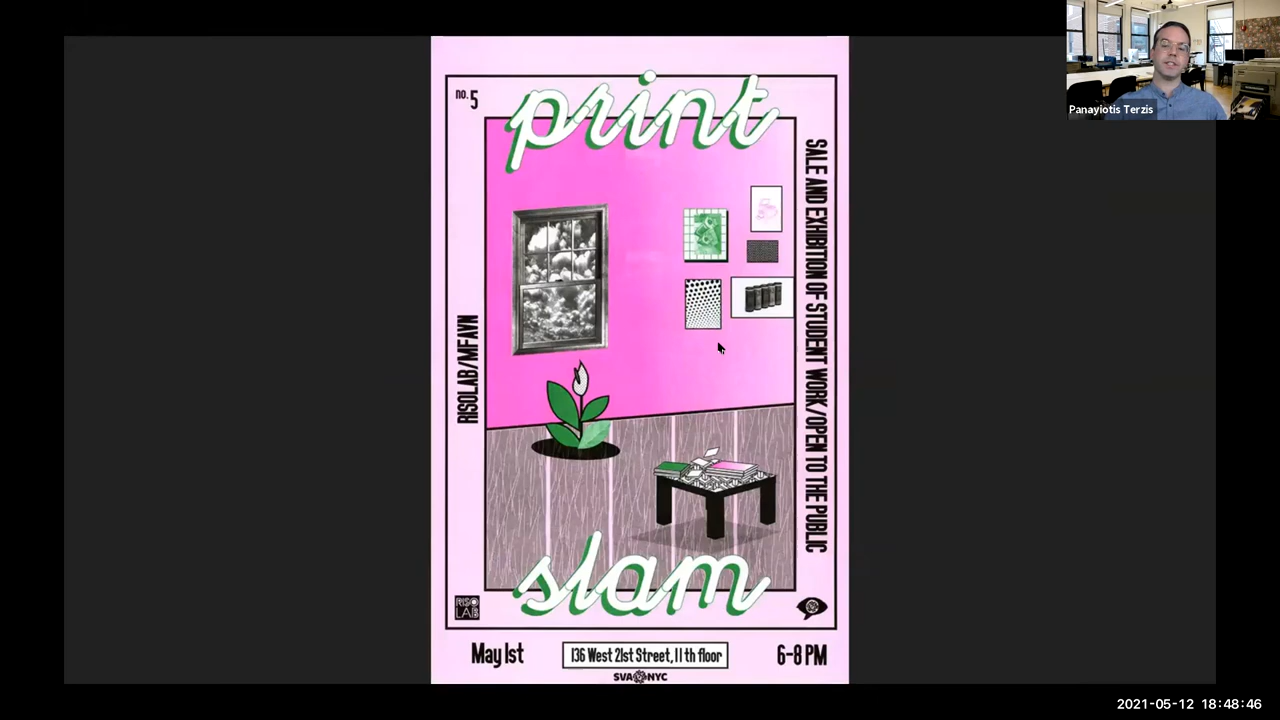 Panayiotis Terzis
no.5
print
RISOLAB/MFAVN
SALE AND EXHIBITION OF STUDENT WORK/OPEN TO THE PUBLIC
slam
RISO
LAB
May 1st
136 West 21st Street, 11th floor
6-8 PM
SVA NYC
2021-05-12 18:48:46